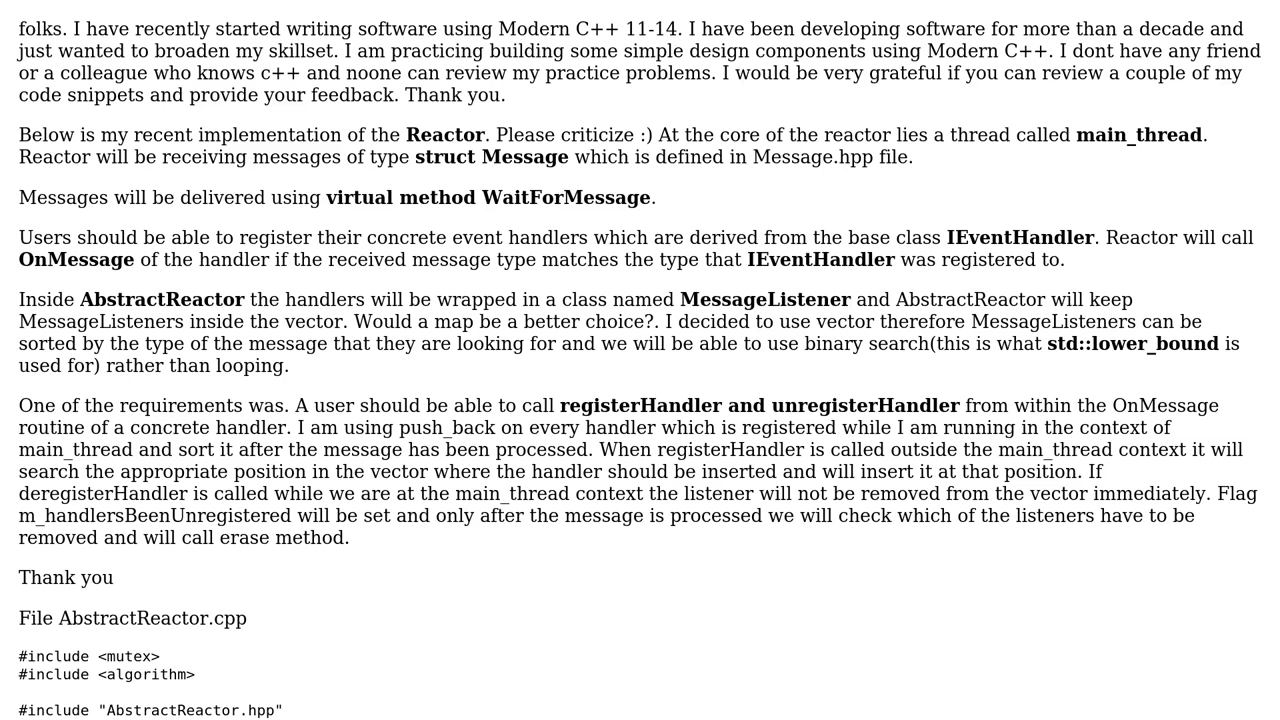 folks. I have recently started writing software using Modern C++ 11-14. I have been developing software for more than a decade and
just wanted to broaden my skillset. I am practicing building some simple design components using Modern C++. I dont have any friend
or a colleague who knows c++ and noone can review my practice problems. I would be very grateful if you can review a couple of my
code snippets and provide your feedback. Thank you.
Below is my recent implementation of the Reactor. Please criticize :) At the core of the reactor lies a thread called main_thread.
Reactor will be receiving messages of type struct Message which is defined in Message.hpp file.
Messages will be delivered using virtual method WaitForMessage.
Users should be able to register their concrete event handlers which are derived from the base class IEventHandler. Reactor will call
OnMessage of the handler if the received message type matches the type that IEventHandler was registered to.
Inside AbstractReactor the handlers will be wrapped in a class named MessageListener and AbstractReactor will keep
MessageListeners inside the vector. Would a map be a better choice?. I decided to use vector therefore MessageListeners can be
sorted by the type of the message that they are looking for and we will be able to use binary search(this is what std::lower_bound is
used for) rather than looping.
One of the requirements was. A user should be able to call registerHandler and unregisterHandler from within the OnMessage
routine of a concrete handler. I am using push_back on every handler which is registered while I am running in the context of
main_thread and sort it after the message has been processed. When registerHandler is called outside the main_thread context it will
search the appropriate position in the vector where the handler should be inserted and will insert it at that position. If
deregisterHandler is called while we are at the main_thread context the listener will not be removed from the vector immediately. Flag
m_handlersBeenUnregistered will be set and only after the message is processed we will check which of the listeners have to be
removed and will call erase method.
Thank you
File AbstractReactor.cpp
#include <mutex>
#include <algorithm>
#include "AbstractReactor.hpp"